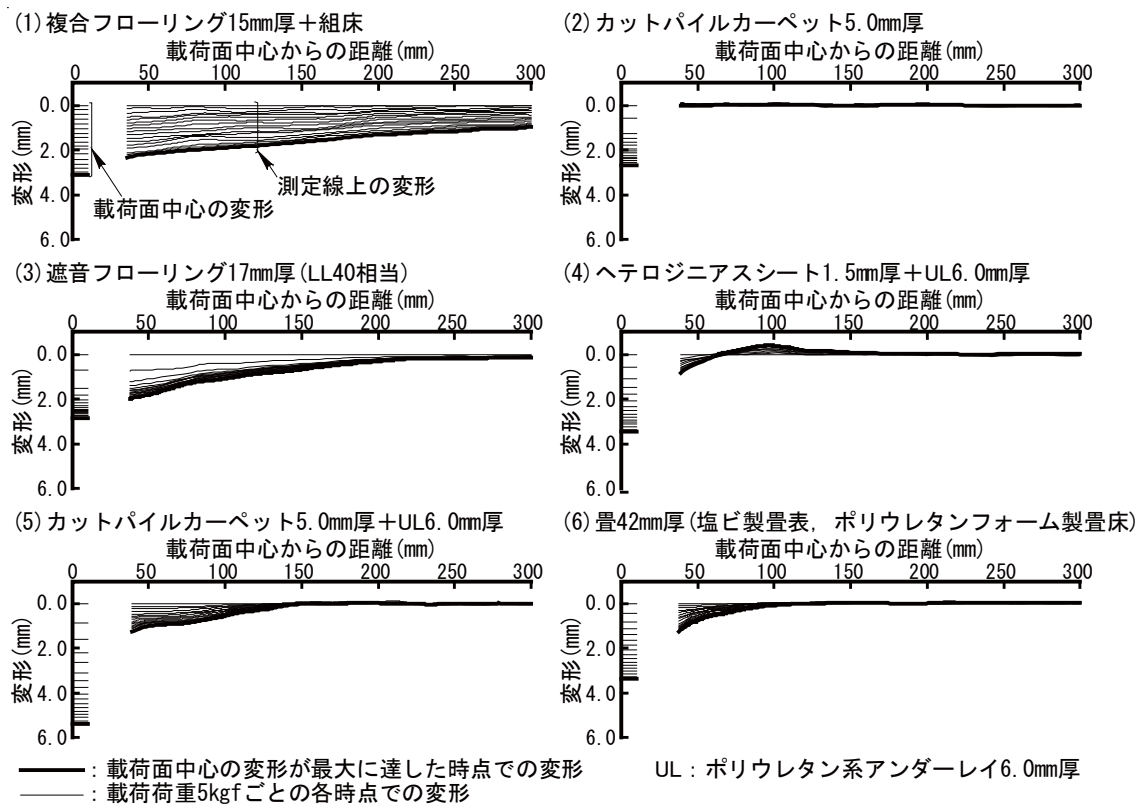 (1)複合フローリング15㎜厚＋組床
載荷面中心からの距離(㎜)
0 50 100 150 200 250 300
変形(㎜)
0.0
2.0
4.0
6.0
測定線上の変形
載荷面中心の変形
(2)カットパイルカーペット5.0㎜厚
載荷面中心からの距離(㎜)
0 50 100 150 200 250 300
変形(㎜)
0.0
2.0
4.0
6.0
(3)遮音フローリング17㎜厚(LL40相当)
載荷面中心からの距離(㎜)
0 50 100 150 200 250 300
変形(㎜)
0.0
2.0
4.0
6.0
(4)ヘテロジニアスシート1.5㎜厚＋UL6.0㎜厚
載荷面中心からの距離(㎜)
0 50 100 150 200 250 300
変形(㎜)
0.0
2.0
4.0
6.0
(5)カットパイルカーペット5.0㎜厚＋UL6.0㎜厚
載荷面中心からの距離(㎜)
0 50 100 150 200 250 300
変形(㎜)
0.0
2.0
4.0
6.0
(6)畳42㎜厚(塩ビ製畳表，ポリウレタンフォーム製畳床)
載荷面中心からの距離(㎜)
0 50 100 150 200 250 300
変形(㎜)
0.0
2.0
4.0
6.0
：載荷面中心の変形が最大に達した時点での変形
：載荷荷重5kgfごとの各時点での変形
UL：ポリウレタン系アンダーレイ6.0㎜厚